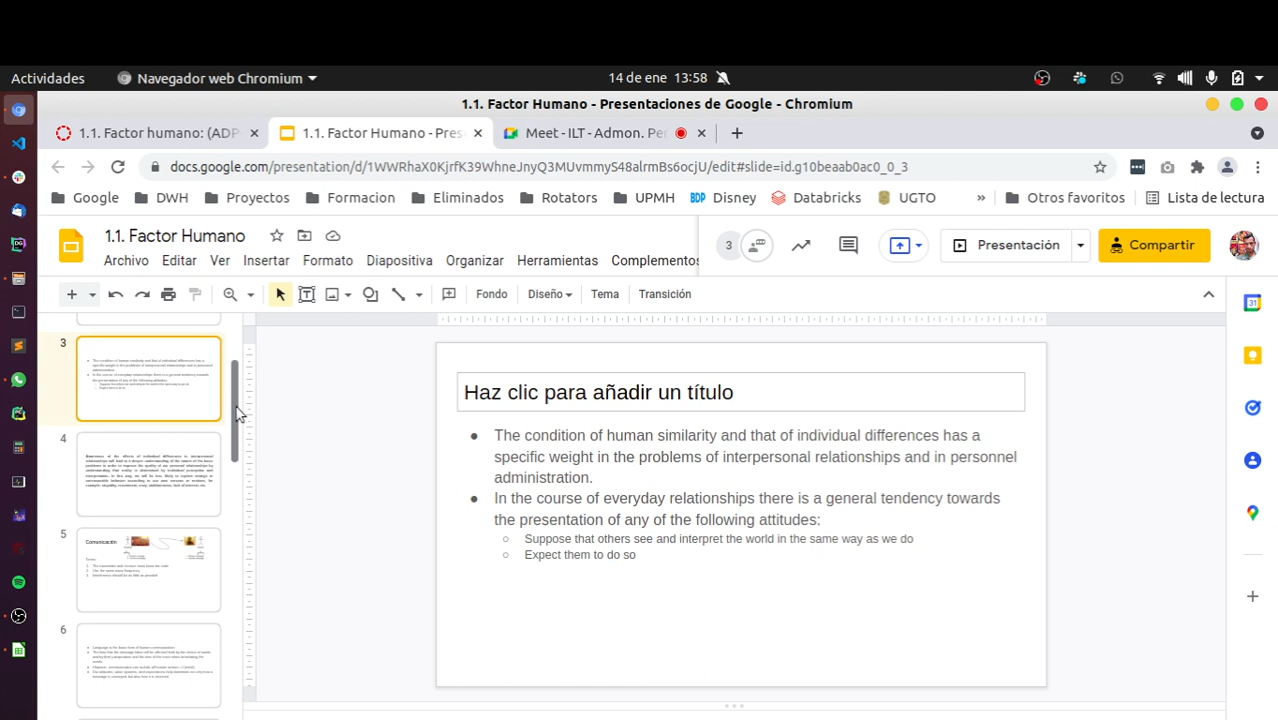 Actividades
Navegador web Chromium
14 de ene 13:58
1.1. Factor Humano - Presentaciones de Google - Chromium
1.1. Factor humano: (ADP
1.1. Factor Humano - Pres
Meet - ILT - Admon. Per
docs.google.com/presentation/d/1WWRhaX0KjrfK39WhneJnyQ3MUvmmyS48alrmBs6ocjU/edit#slide=id.g10beaab0ac0_0_3
Google
DWH
Proyectos
Formacion
Eliminados
Rotators
UPMH
BDP Disney
Databricks
UGTO
»
Otros favoritos
Lista de lectura
1.1. Factor Humano
3
Presentación
Compartir
Archivo Editar Ver Insertar Formato Diapositiva Organizar Herramientas Complementos
Fondo
Diseño
Tema
Transición
31
3
4
5
Comunicación
6
Haz clic para añadir un título
● The condition of human similarity and that of individual differences has a
specific weight in the problems of interpersonal relationships and in personnel
administration.
● In the course of everyday relationships there is a general tendency towards
the presentation of any of the following attitudes:
○ Suppose that others see and interpret the world in the same way as we do
○ Expect them to do so